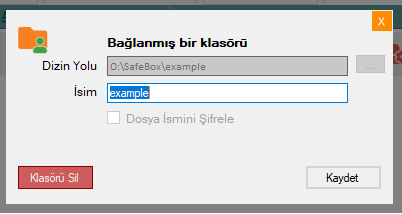 X
Bağlanmış bir klasörü
Dizin Yolu O:\SafeBox\example ...
İsim example
Dosya İsmini Şifrele
Klasörü Sil Kaydet